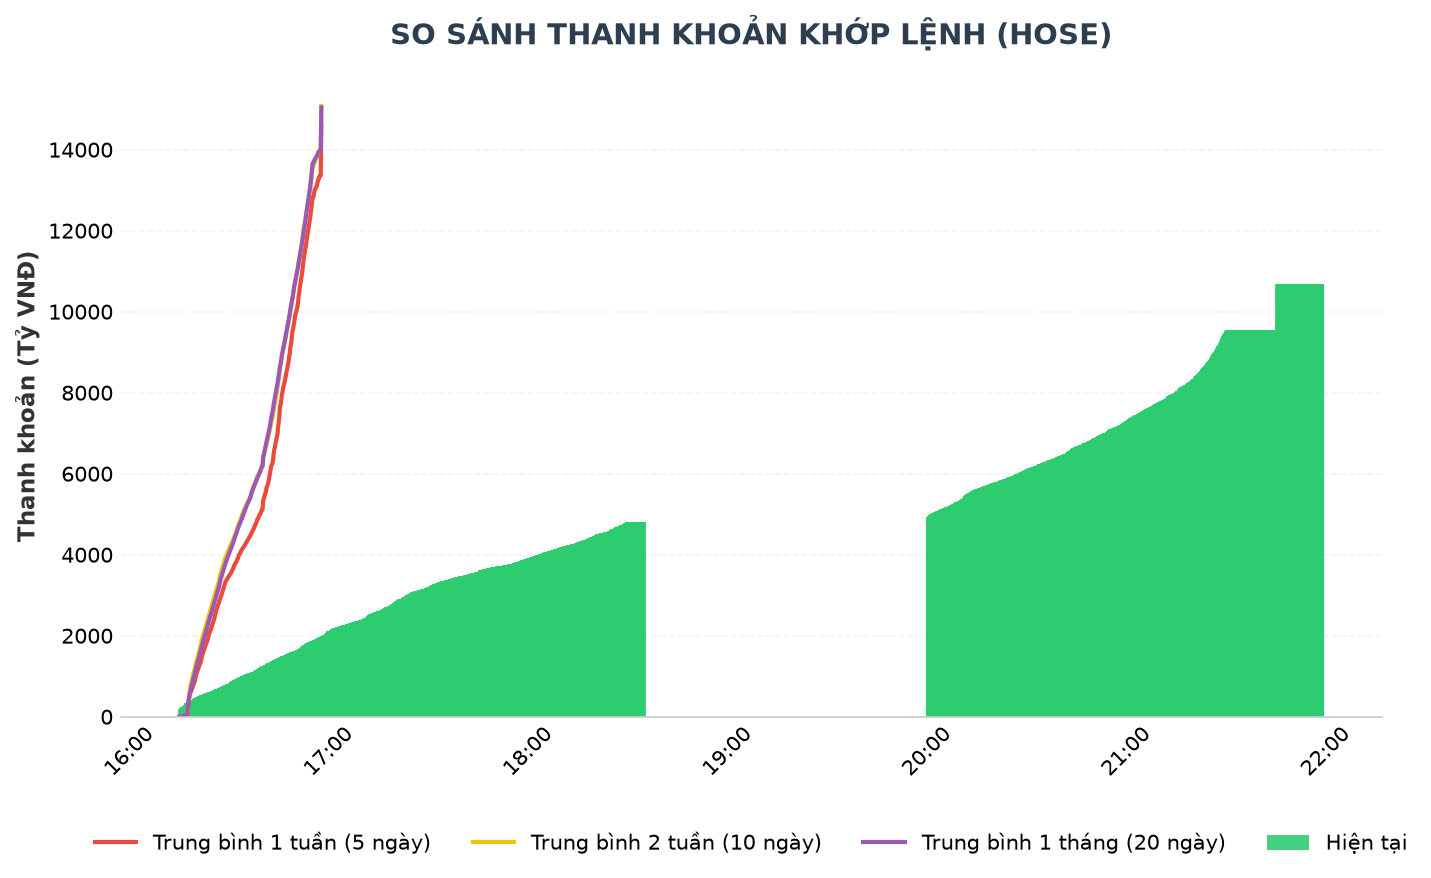 SO SÁNH THANH KHOẢN KHỚP LỆNH (HOSE)
Thanh khoản (Tỷ VNĐ)
14000
12000
10000
8000
6000
4000
2000
0
16:00
17:00
18:00
19:00
20:00
21:00
22:00
Trung bình 1 tuần (5 ngày)
Trung bình 2 tuần (10 ngày)
Trung bình 1 tháng (20 ngày)
Hiện tại